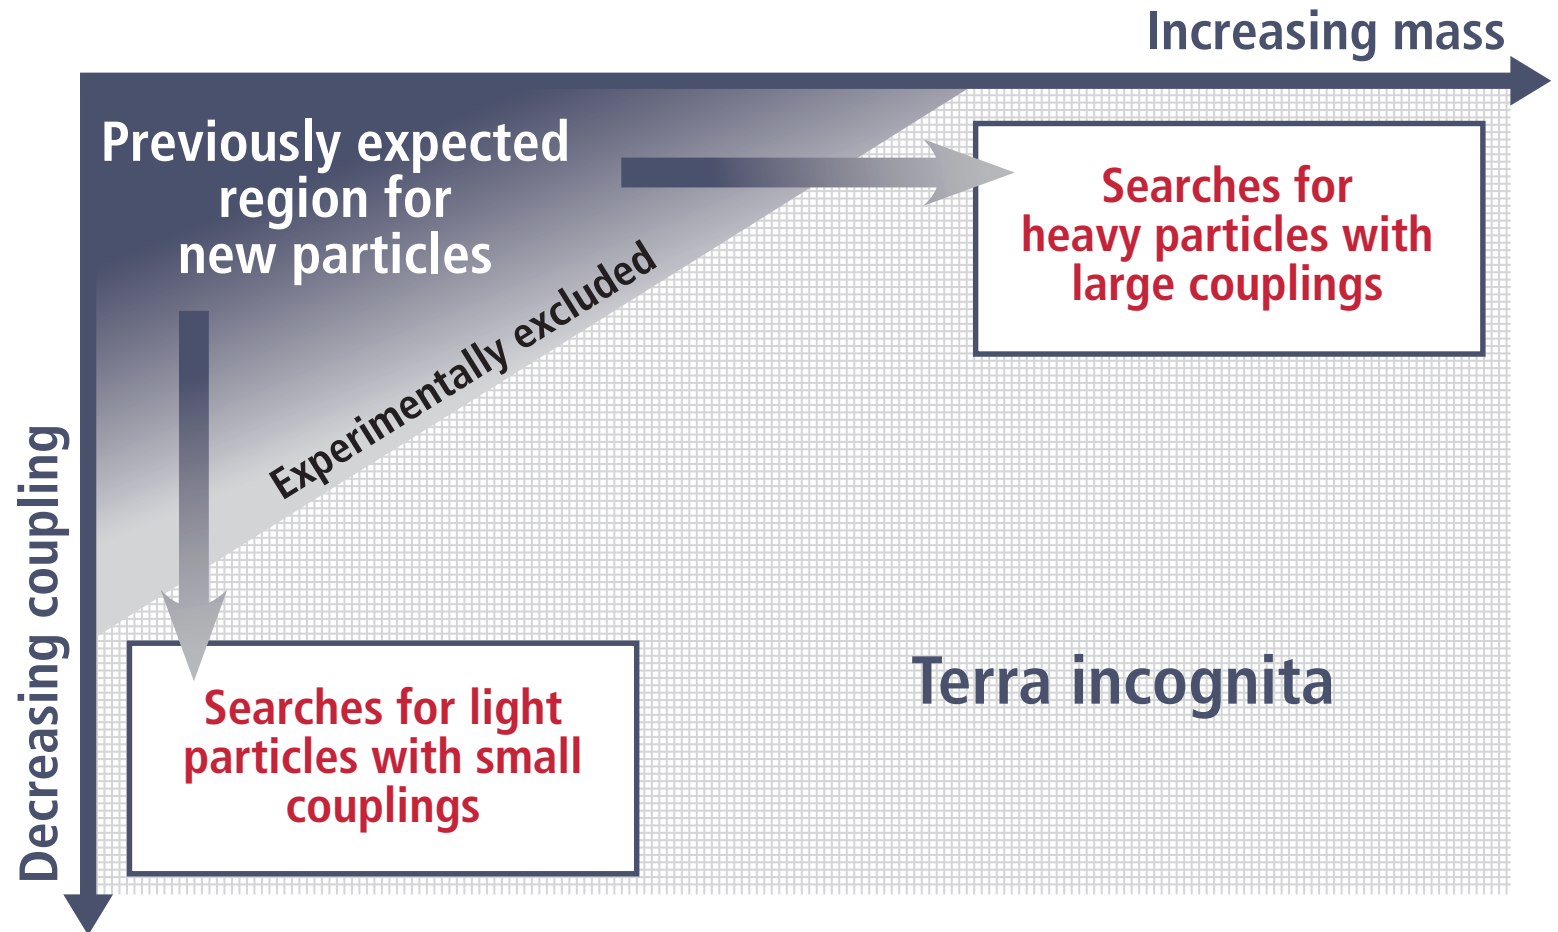 Increasing mass
Previously expected
region for
new particles
Searches for
heavy particles with
large couplings
Experimentally excluded
Decreasing coupling
Terra incognita
Searches for light
particles with small
couplings